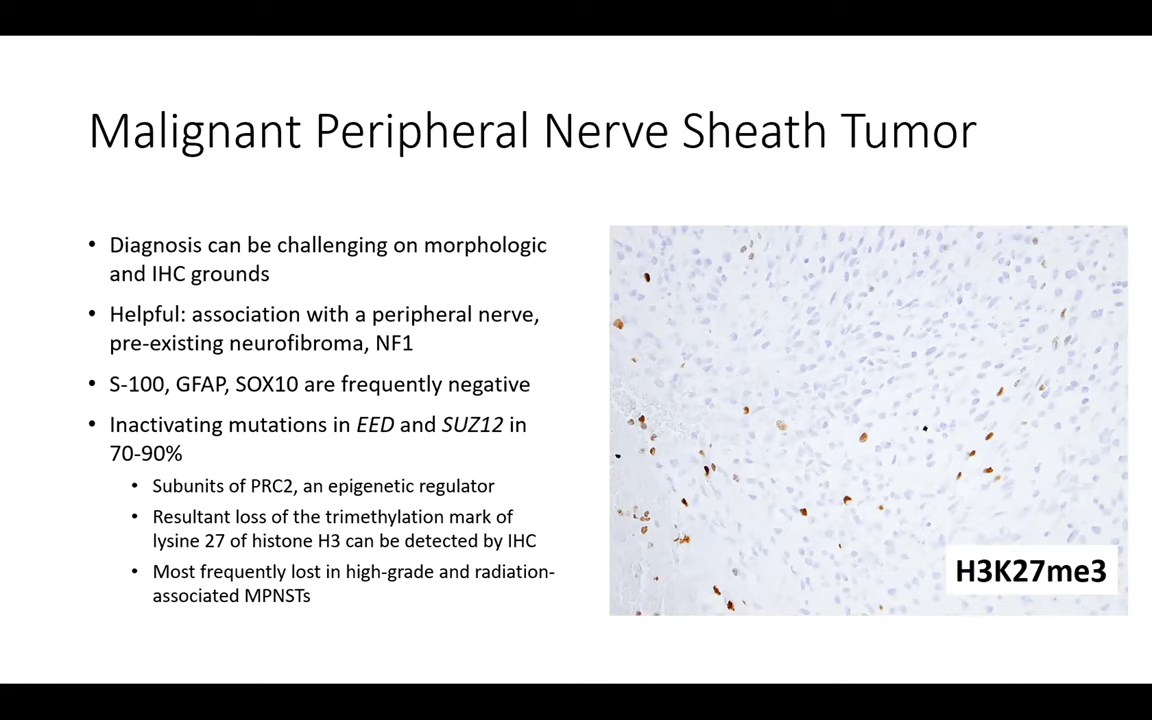 Malignant Peripheral Nerve Sheath Tumor
• Diagnosis can be challenging on morphologic
and IHC grounds
• Helpful: association with a peripheral nerve,
pre-existing neurofibroma, NF1
• S-100, GFAP, SOX10 are frequently negative
• Inactivating mutations in EED and SUZ12 in
70-90%
• Subunits of PRC2, an epigenetic regulator
• Resultant loss of the trimethylation mark of
lysine 27 of histone H3 can be detected by IHC
• Most frequently lost in high-grade and radiation-
associated MPNSTs
H3K27me3